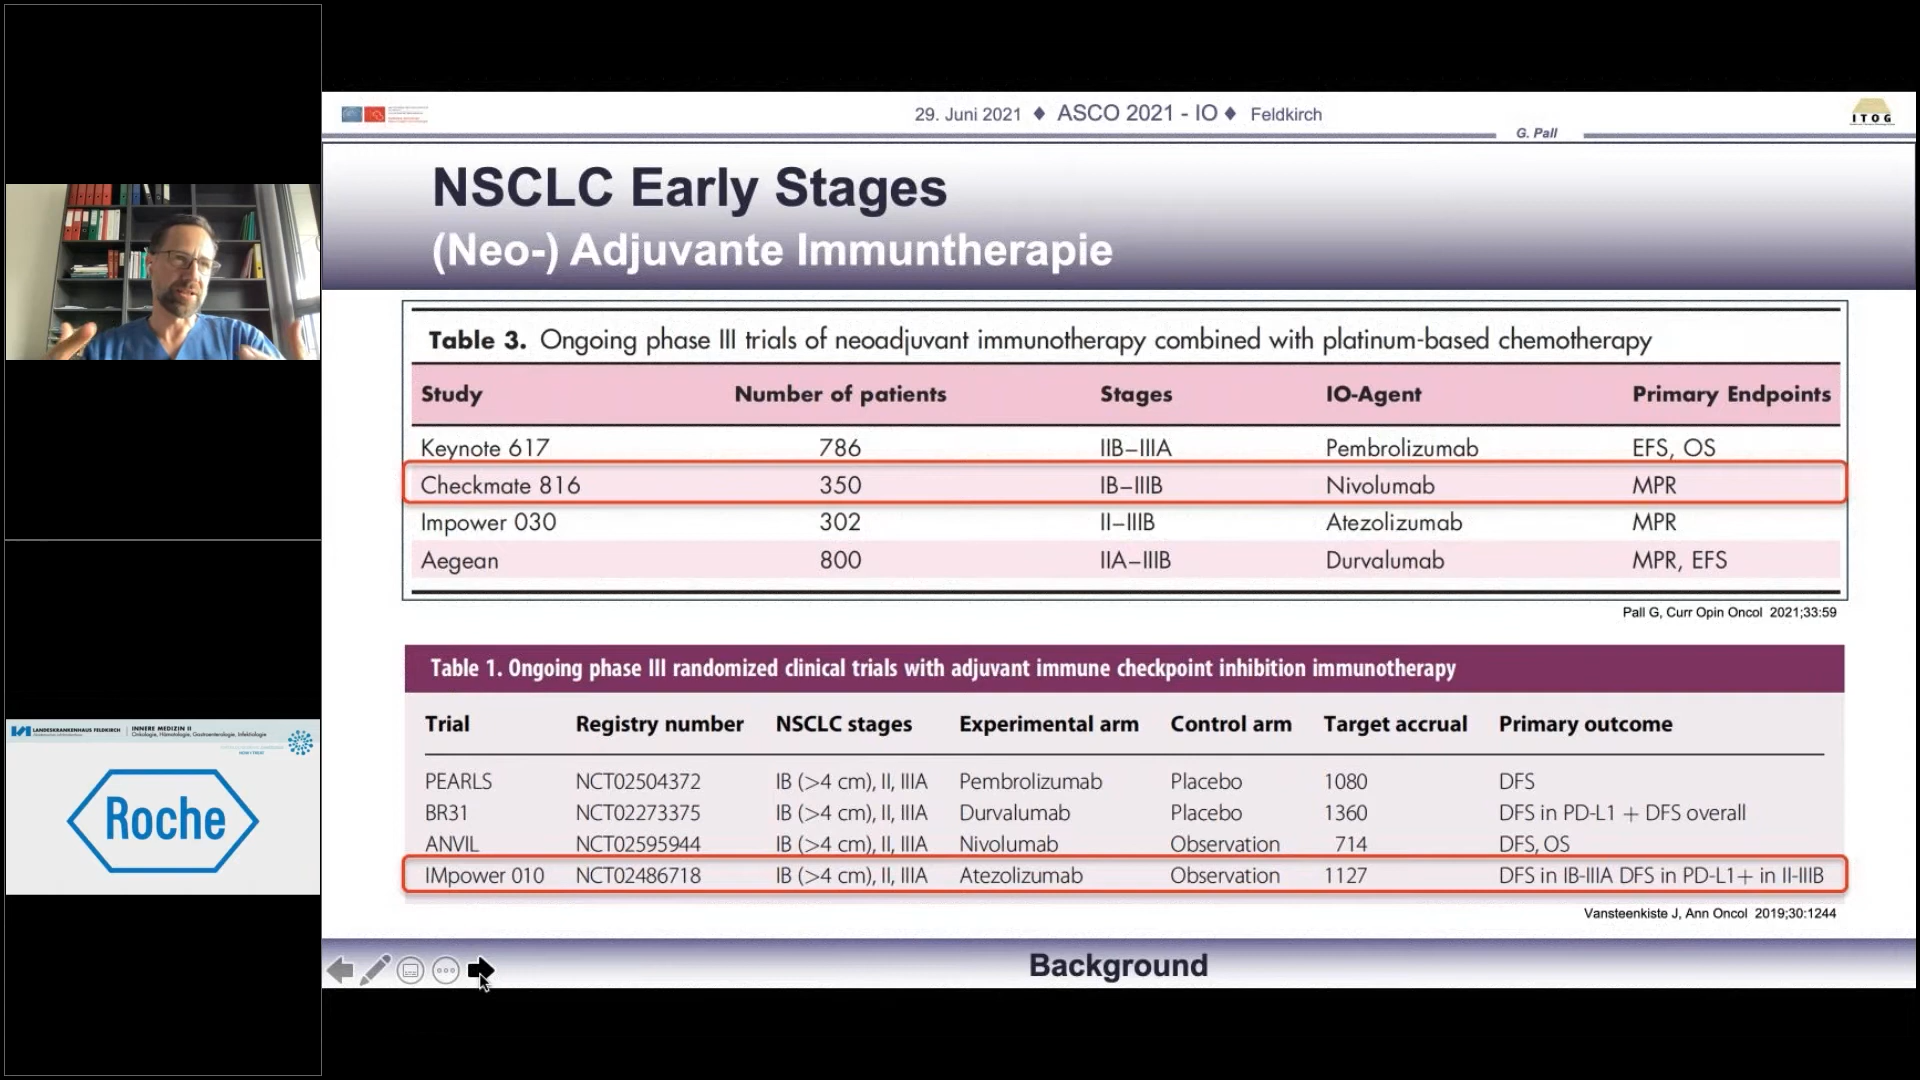 29. Juni 2021 ♦ ASCO 2021 - IO ♦ Feldkirch
G. Pall
ITOG
NSCLC Early Stages
(Neo-) Adjuvante Immuntherapie
Table 3. Ongoing phase III trials of neoadjuvant immunotherapy combined with platinum-based chemotherapy
Study Number of patients Stages IO-Agent Primary Endpoints
Keynote 617 786 IIB–IIIA Pembrolizumab EFS, OS
Checkmate 816 350 IB–IIIB Nivolumab MPR
Impower 030 302 II–IIIB Atezolizumab MPR
Aegean 800 IIA–IIIB Durvalumab MPR, EFS
Pall G, Curr Opin Oncol 2021;33:59
Table 1. Ongoing phase III randomized clinical trials with adjuvant immune checkpoint inhibition immunotherapy
Trial Registry number NSCLC stages Experimental arm Control arm Target accrual Primary outcome
PEARLS NCT02504372 IB (>4 cm), II, IIIA Pembrolizumab Placebo 1080 DFS
BR31 NCT02273375 IB (>4 cm), II, IIIA Durvalumab Placebo 1360 DFS in PD-L1 + DFS overall
ANVIL NCT02595944 IB (>4 cm), II, IIIA Nivolumab Observation 714 DFS, OS
IMpower 010 NCT02486718 IB (>4 cm), II, IIIA Atezolizumab Observation 1127 DFS in IB-IIIA DFS in PD-L1+ in II-IIIB
Vansteenkiste J, Ann Oncol 2019;30:1244
Background
LANDESKRANKENHAUS FELDKIRCH
INNERE MEDIZIN II
Onkologie, Hämatologie, Gastroenterologie, Infektiologie
Roche